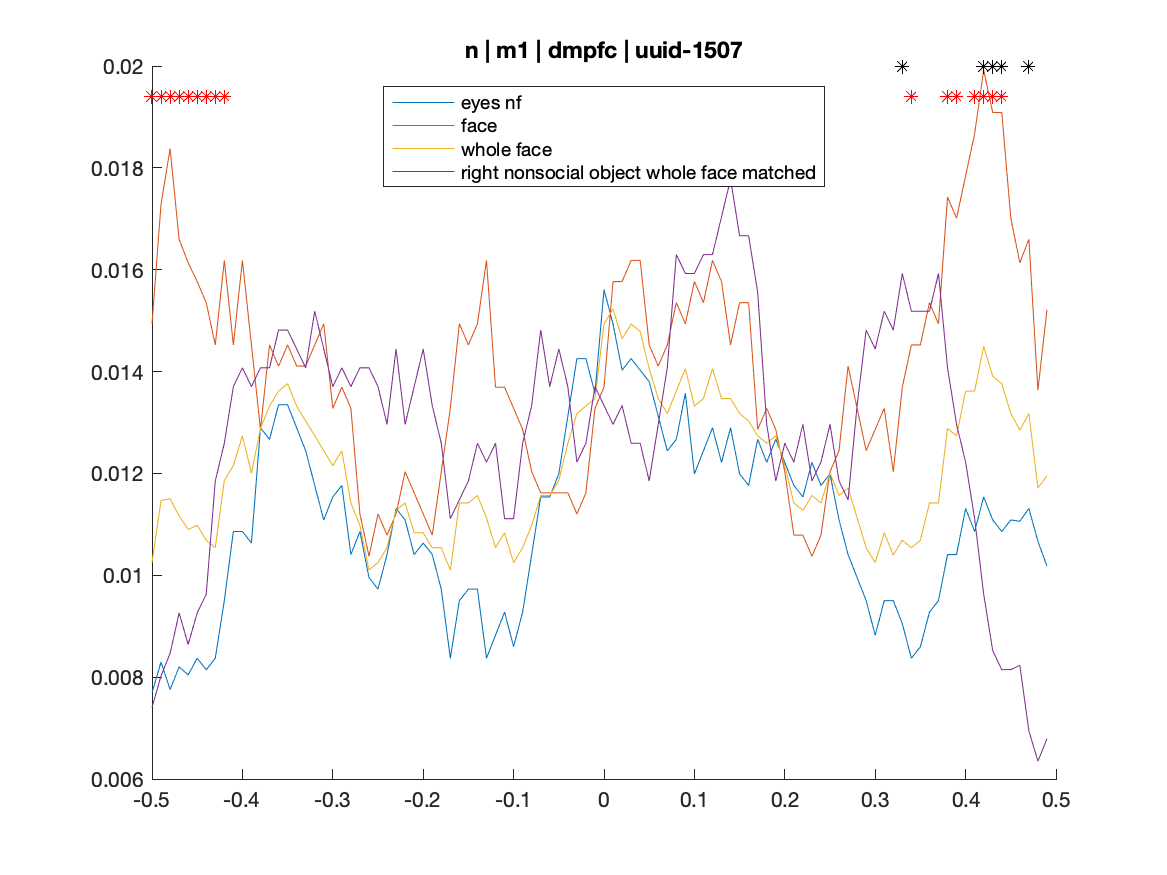 n | m1 | dmpfc | uuid-1507
0.02
eyes nf
face
whole face
right nonsocial object whole face matched
0.018
0.016
0.014
0.012
0.01
0.008
0.006
-0.5 -0.4 -0.3 -0.2 -0.1 0 0.1 0.2 0.3 0.4 0.5